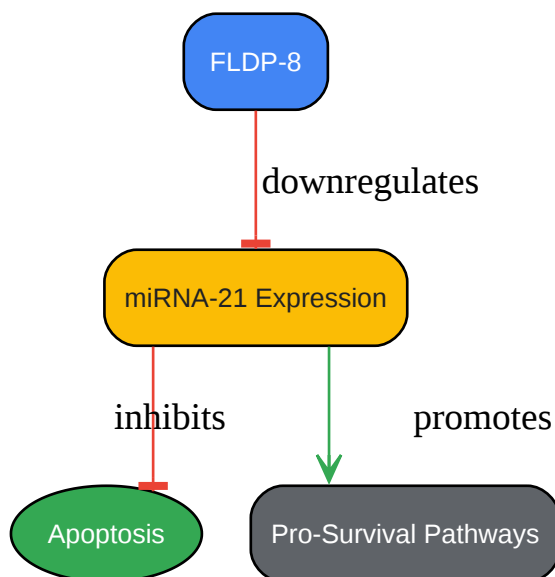 FLDP-8
downregulates
miRNA-21 Expression
inhibits
promotes
Apoptosis
Pro-Survival Pathways